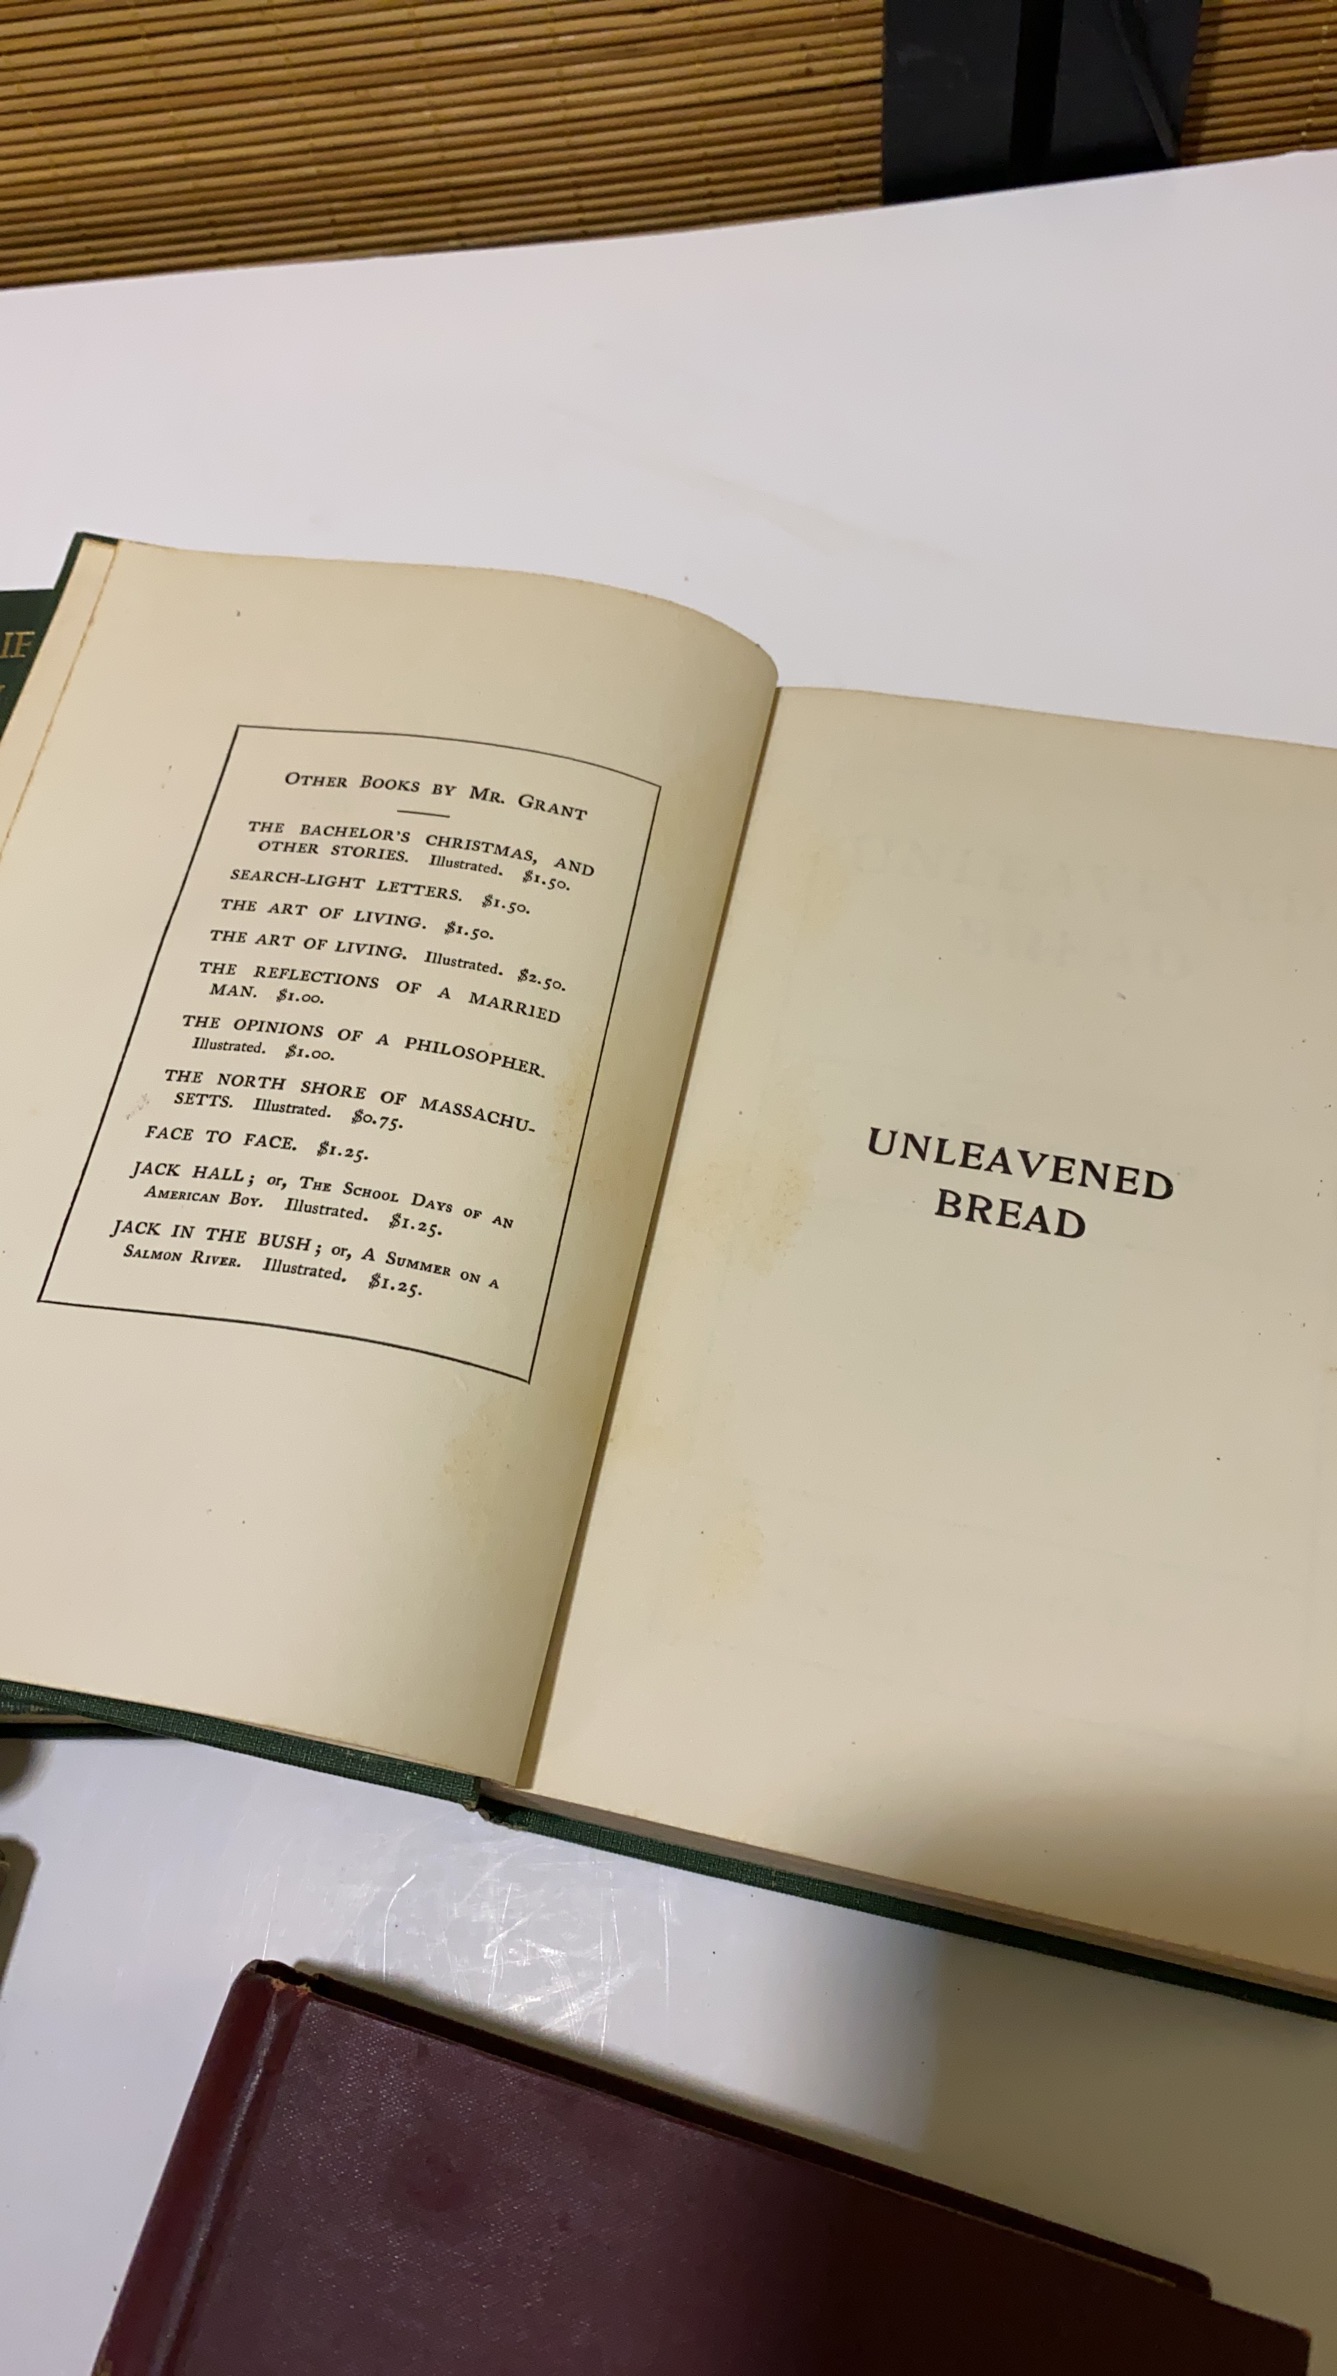 IF
OTHER BOOKS BY MR. GRANT
THE BACHELOR'S CHRISTMAS, AND
OTHER STORIES. Illustrated. $1.50.
SEARCH-LIGHT LETTERS. $1.50.
THE ART OF LIVING. $1.50.
THE ART OF LIVING. Illustrated. $2.50.
THE REFLECTIONS OF A MARRIED
MAN. $1.00.
THE OPINIONS OF A PHILOSOPHER.
Illustrated. $1.00.
THE NORTH SHORE OF MASSACHU-
SETTS. Illustrated. $0.75.
FACE TO FACE. $1.25.
JACK HALL; or, THE SCHOOL DAYS OF AN
AMERICAN BOY. Illustrated. $1.25.
JACK IN THE BUSH; or, A SUMMER ON A
SALMON RIVER. Illustrated. $1.25.
UNLEAVENED
BREAD